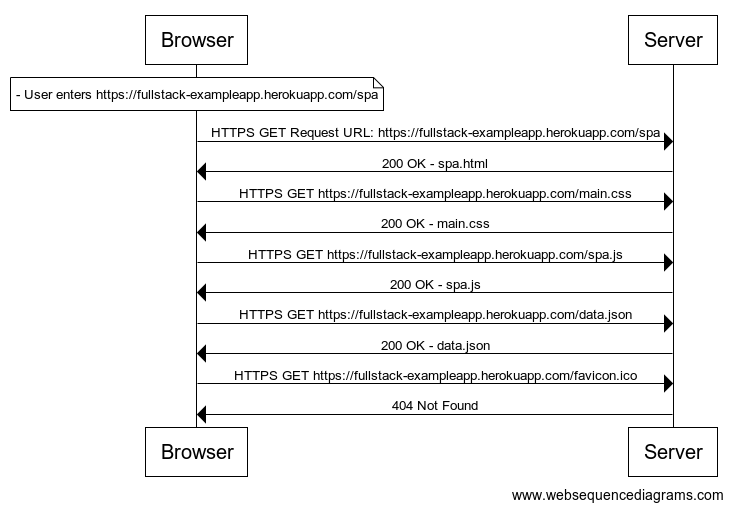 Browser
Server
- User enters https://fullstack-exampleapp.herokuapp.com/spa
HTTPS GET Request URL: https://fullstack-exampleapp.herokuapp.com/spa
200 OK - spa.html
HTTPS GET https://fullstack-exampleapp.herokuapp.com/main.css
200 OK - main.css
HTTPS GET https://fullstack-exampleapp.herokuapp.com/spa.js
200 OK - spa.js
HTTPS GET https://fullstack-exampleapp.herokuapp.com/data.json
200 OK - data.json
HTTPS GET https://fullstack-exampleapp.herokuapp.com/favicon.ico
404 Not Found
Browser
Server
www.websequencediagrams.com